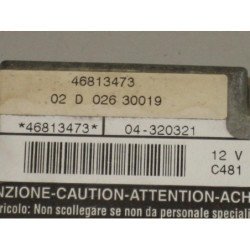 46813473
02 D 026 30019
*46813473* 04-320321
12 V
C481
NZIONE-CAUTION-ATTENTION-ACH
ricolo: Non scollegare se non da personale special